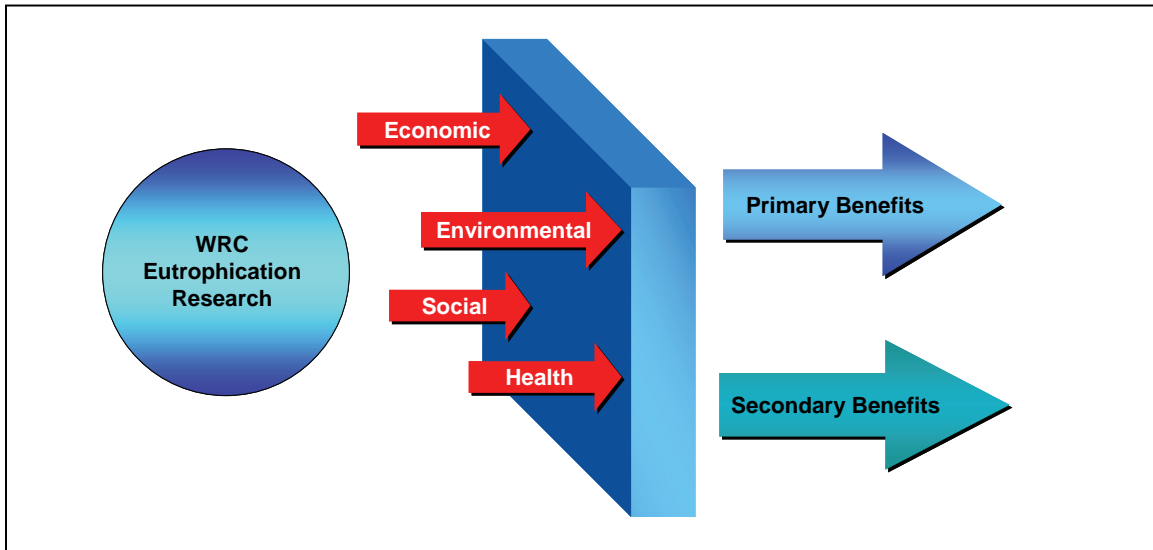 WRC
Eutrophication
Research
Economic
Environmental
Social
Health
Primary Benefits
Secondary Benefits